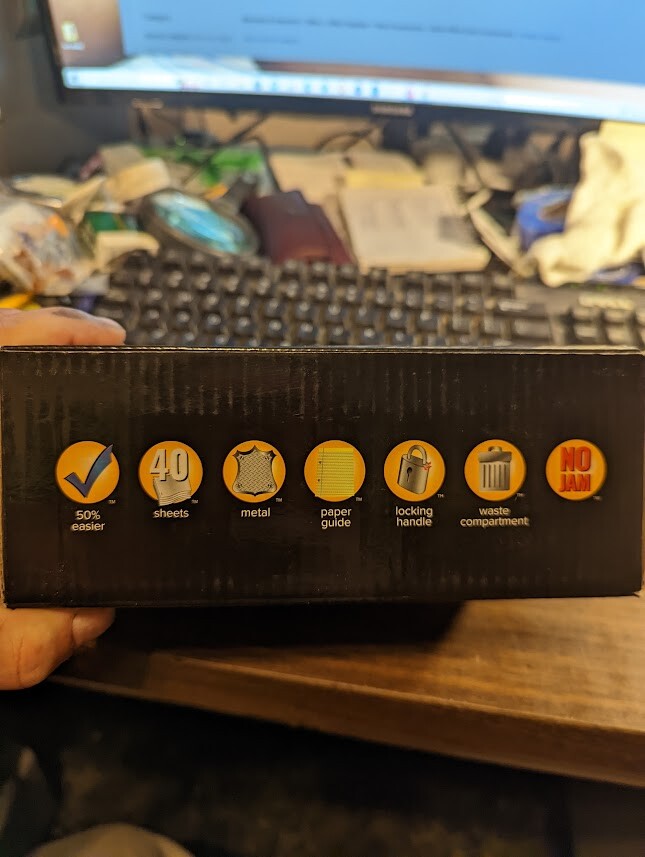 40
NO
JAM
50%
easier
sheets
metal
paper
guide
locking
handle
waste
compartment